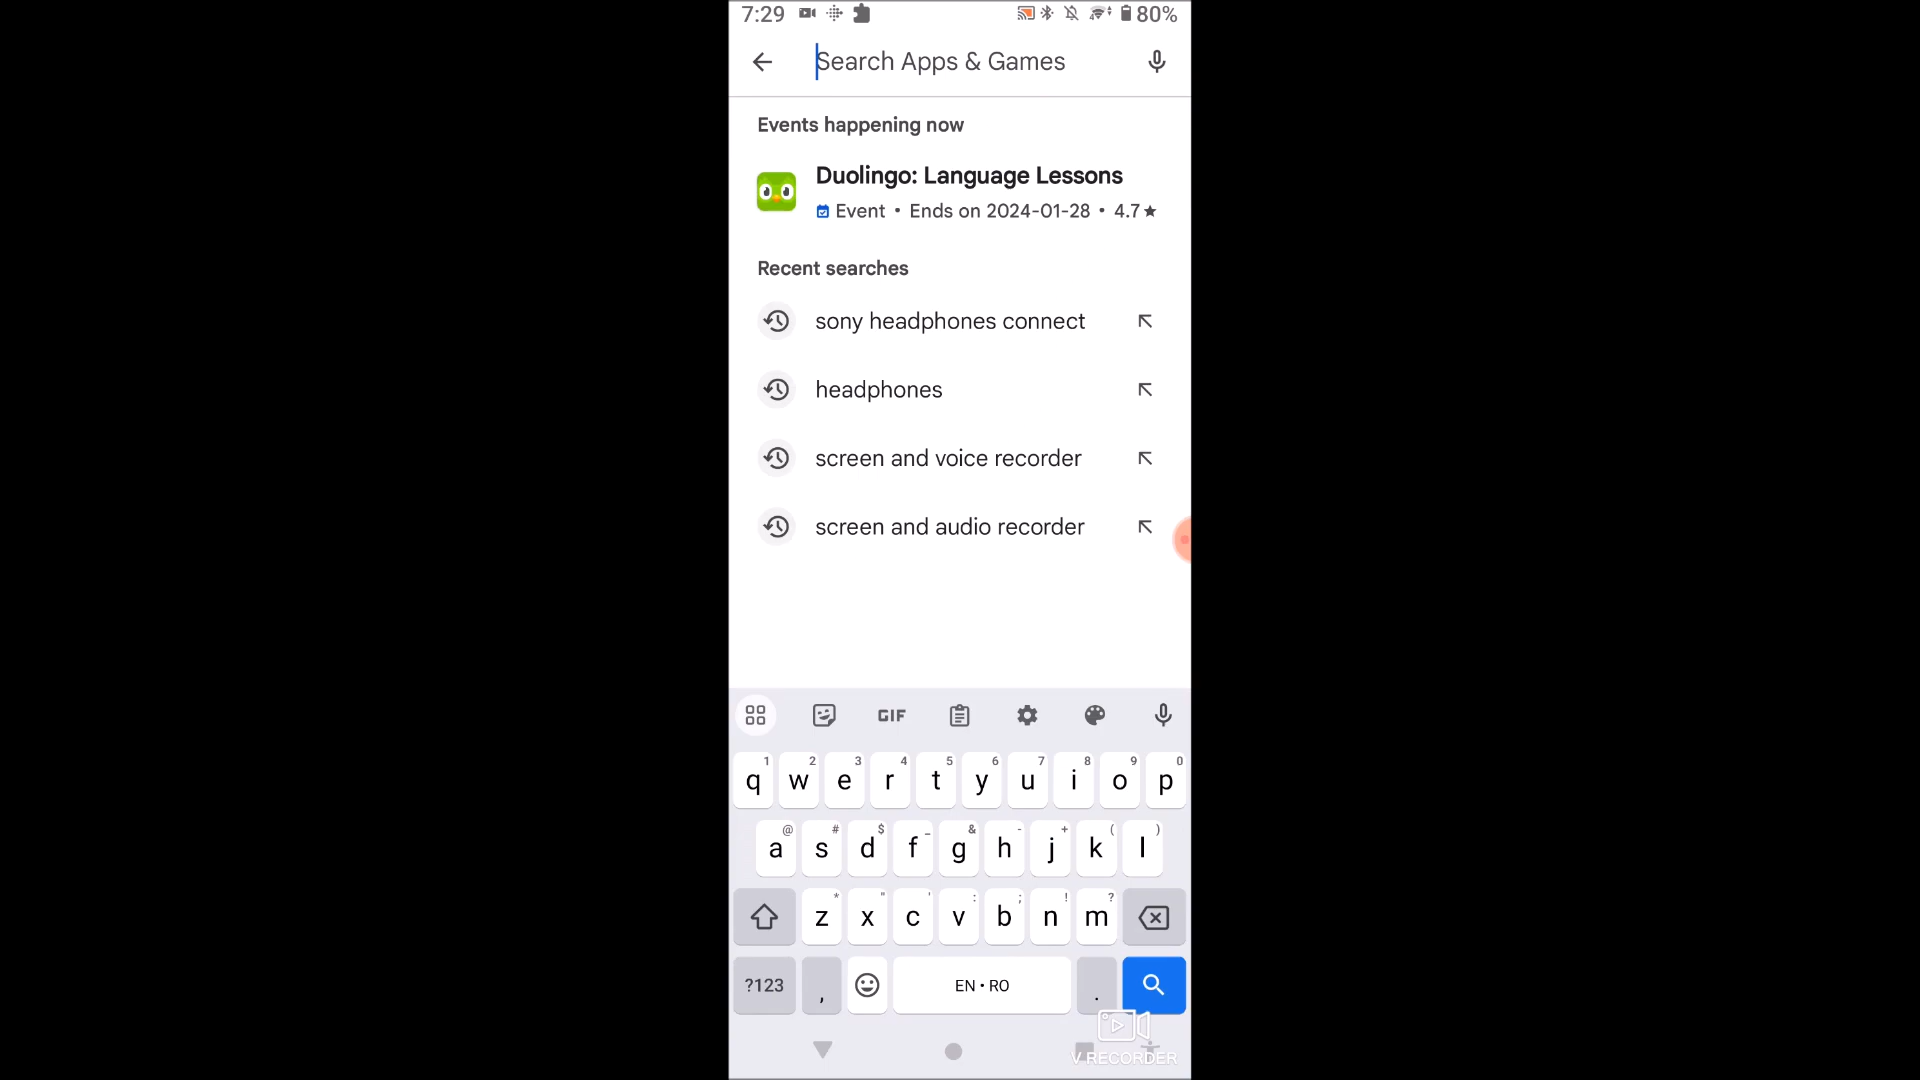 7:29 80%
Search Apps & Games
Events happening now
Duolingo: Language Lessons
Event • Ends on 2024-01-28 • 4.7★
Recent searches
sony headphones connect
headphones
screen and voice recorder
screen and audio recorder
GIF
1 2 3 4 5 6 7 8 9 0
q w e r t y u i o p
@ # $ _ & - + ( )
a s d f g h j k l
* " ' : ; ! ?
z x c v b n m
?123 , EN • RO .
V RECORDER